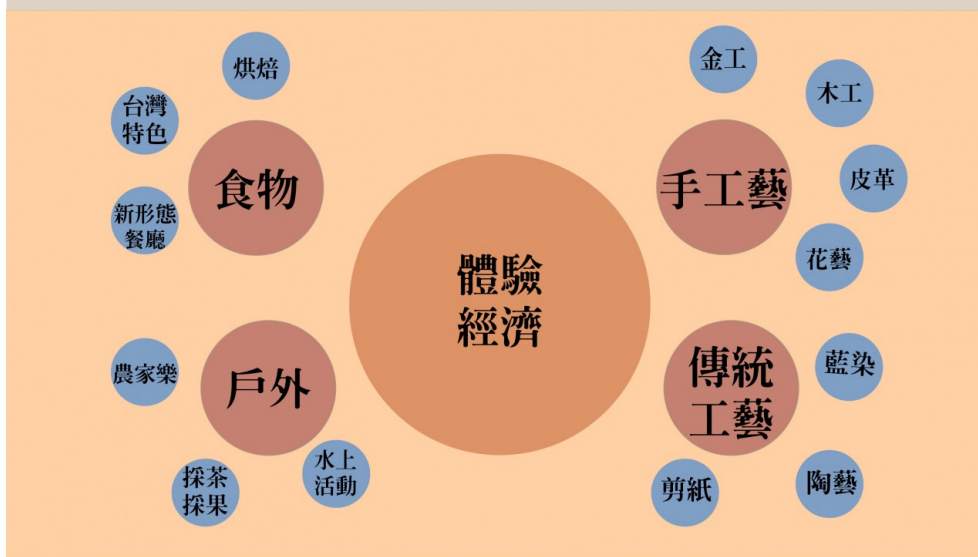 體驗
經濟
食物
烘焙
台灣
特色
新形態
餐廳
戶外
農家樂
採茶
採果
水上
活動
手工藝
金工
木工
皮革
花藝
傳統
工藝
藍染
陶藝
剪紙